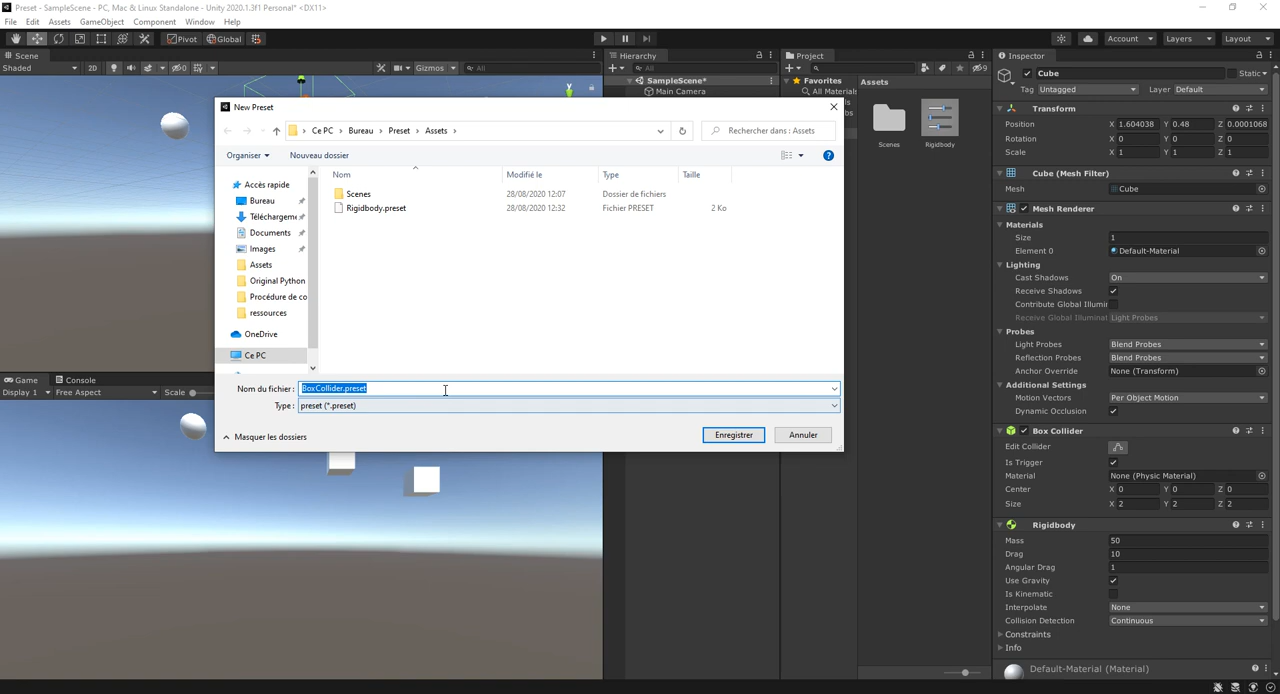 Preset - SampleScene - PC, Mac & Linux Standalone - Unity 2020.1.3f1 Personal* <DX11>
File Edit Assets GameObject Component Window Help
Pivot Global Account Layers Layout
Scene
Shaded 2D Gizmos All
Hierarchy
All
SampleScene*
Main Camera
Project
Favorites
All Materials
Assets
Scenes
Rigidbody
New Preset
Ce PC › Bureau › Preset › Assets ›
Rechercher dans : Assets
Organiser Nouveau dossier
Accès rapide
Bureau
Documents
Images
Assets
Original Python
Procédure de co
ressources
OneDrive
Ce PC
Nom Modifié le Type Taille
Scenes 28/08/2020 12:07 Dossier de fichiers
Rigidbody.preset 28/08/2020 12:32 Fichier PRESET 2 Ko
Nom du fichier : BoxCollider.preset
Type : preset (*.preset)
Masquer les dossiers Enregistrer Annuler
Game Console
Display 1 Free Aspect Scale
Inspector
Cube Static
Tag Untagged Layer Default
Transform
Position X 1.604038 Y 0.48 Z 0.0001068
Rotation X 0 Y 0 Z 0
Scale X 1 Y 1 Z 1
Cube (Mesh Filter)
Mesh Cube
Mesh Renderer
Materials
Size 1
Element 0 Default-Material
Lighting
Cast Shadows On
Receive Shadows
Contribute Global Illumir
Receive Global Illuminat Light Probes
Probes
Light Probes Blend Probes
Reflection Probes Blend Probes
Anchor Override None (Transform)
Additional Settings
Motion Vectors Per Object Motion
Dynamic Occlusion
Box Collider
Edit Collider
Is Trigger
Material None (Physic Material)
Center X 0 Y 0 Z 0
Size X 2 Y 2 Z 2
Rigidbody
Mass 50
Drag 10
Angular Drag 1
Use Gravity
Is Kinematic
Interpolate None
Collision Detection Continuous
Constraints
Info
Default-Material (Material)